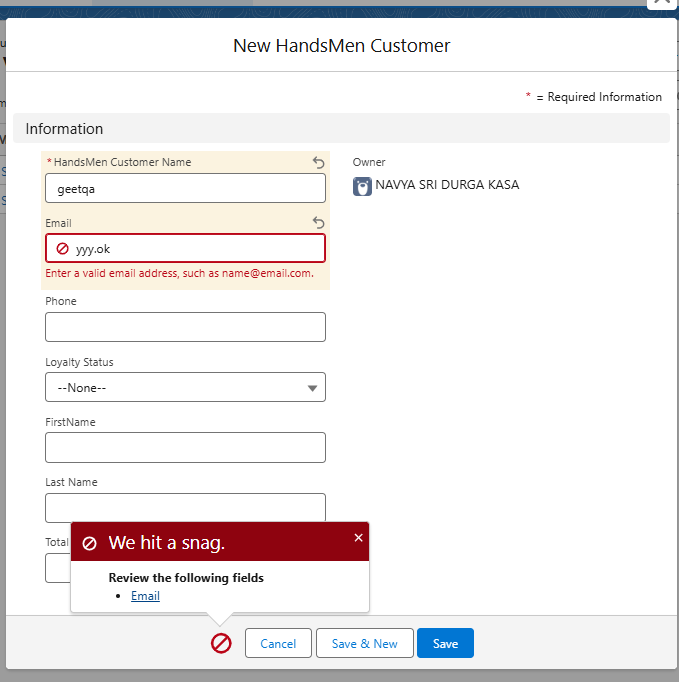 New HandsMen Customer
* = Required Information
Information
* HandsMen Customer Name
geetqa
Owner
NAVYA SRI DURGA KASA
Email
yyy.ok
Enter a valid email address, such as name@email.com.
Phone
Loyalty Status
--None--
FirstName
Last Name
Total
We hit a snag.
Review the following fields
• Email
Cancel
Save & New
Save